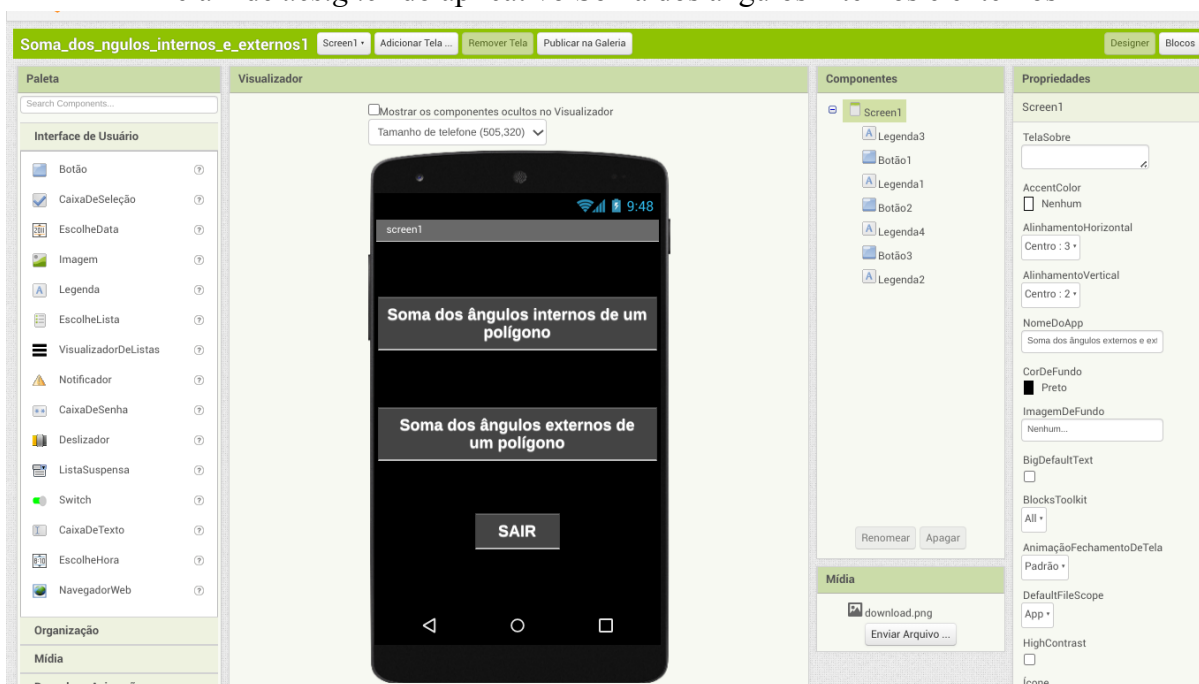 Soma_dos_ngulos_internos_e_externos1 Screen1 Adicionar Tela ... Remover Tela Publicar na Galeria Designer Blocos
Paleta
Search Components...
Interface de Usuário
Botão
CaixaDeSeleção
EscolheData
Imagem
Legenda
EscolheLista
VisualizadorDeListas
Notificador
CaixaDeSenha
Deslizador
ListaSuspensa
Switch
CaixaDeTexto
EscolheHora
NavegadorWeb
Organização
Mídia
Visualizador
Mostrar os componentes ocultos no Visualizador
Tamanho de telefone (505,320)
9:48
screen1
Soma dos ângulos internos de um
polígono
Soma dos ângulos externos de
um polígono
SAIR
Componentes
Screen1
Legenda3
Botão1
Legenda1
Botão2
Legenda4
Botão3
Legenda2
Renomear Apagar
Mídia
download.png
Enviar Arquivo ...
Propriedades
Screen1
TelaSobre
AccentColor
Nenhum
AlinhamentoHorizontal
Centro : 3
AlinhamentoVertical
Centro : 2
NomeDoApp
Soma dos ângulos externos e ext
CorDeFundo
Preto
ImagemDeFundo
Nenhum...
BigDefaultText
BlocksToolkit
All
AnimaçãoFechamentoDeTela
Padrão
DefaultFileScope
App
HighContrast
Ícone